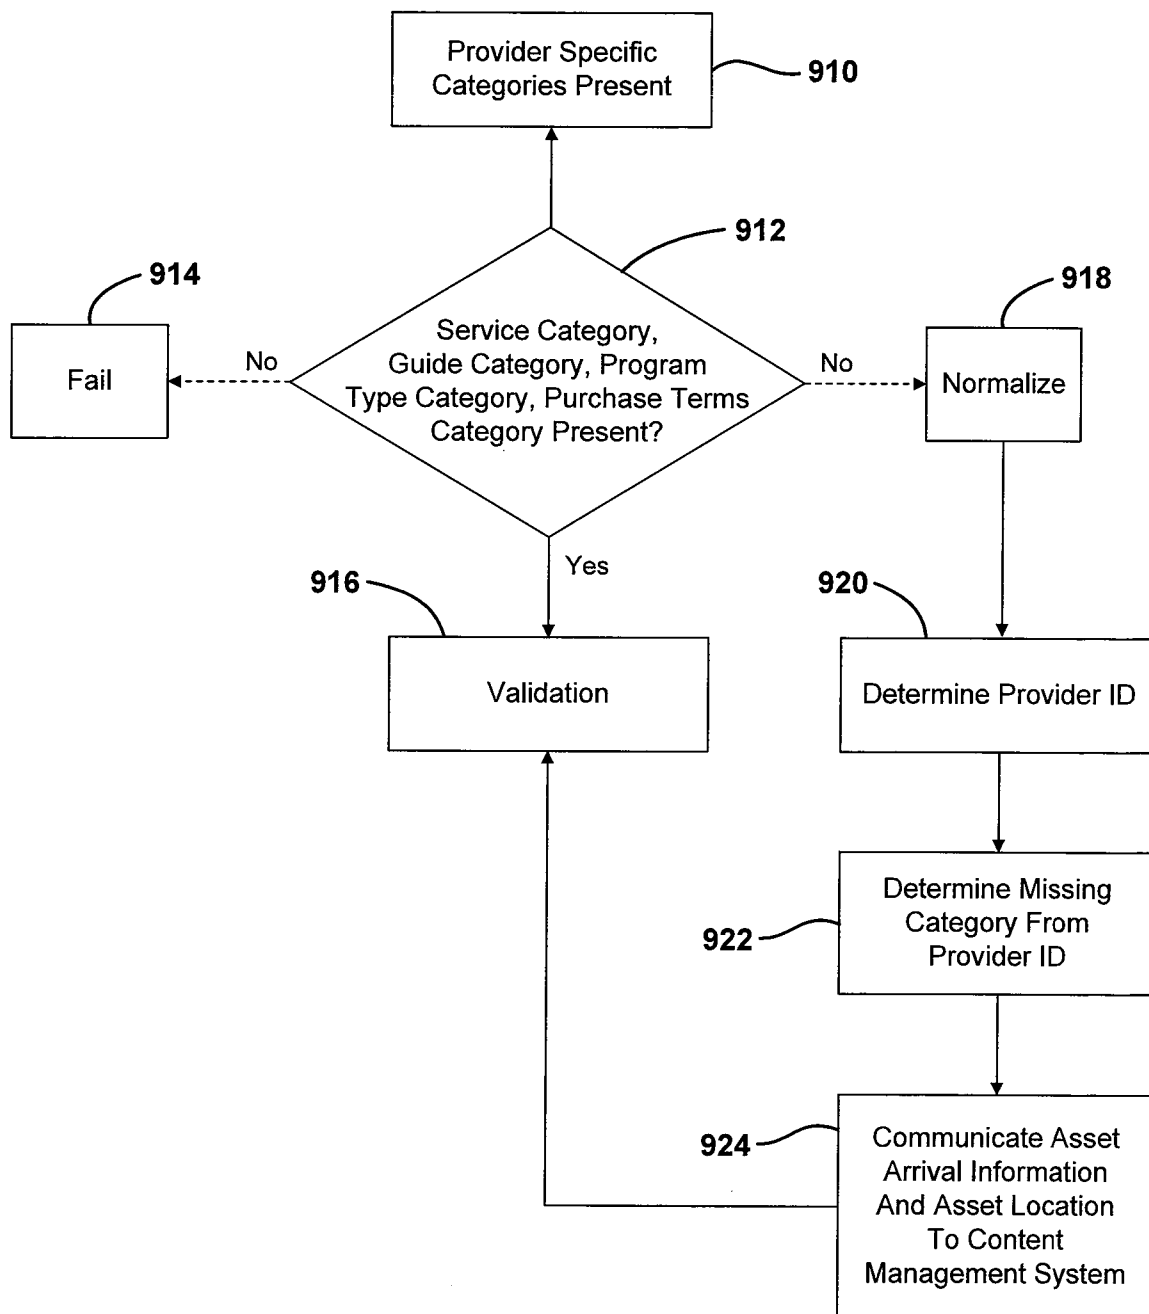 Provider Specific
Categories Present
910
912
914
918
Service Category,
Guide Category, Program
Type Category, Purchase Terms
Category Present?
No
No
Fail
Normalize
Yes
916
920
Validation
Determine Provider ID
Determine Missing
Category From
Provider ID
922
924
Communicate Asset
Arrival Information
And Asset Location
To Content
Management System